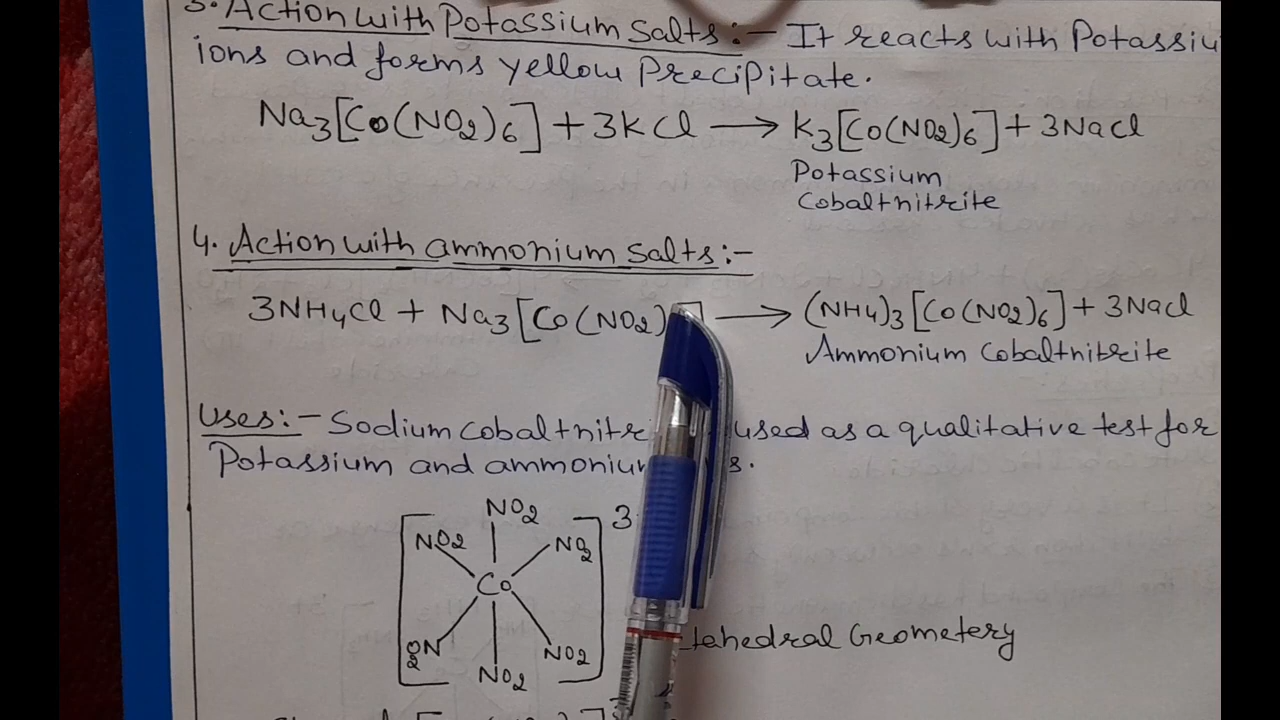 3. Action with Potassium Salts :- It reacts with Potassiu
ions and forms yellow Precipitate.
Na3[Co(NO2)6] + 3KCl → K3[Co(NO2)6] + 3NaCl
Potassium
Cobaltnitrite
4. Action with ammonium Salts :-
3NH4Cl + Na3[Co(NO2) ] → (NH4)3[Co(NO2)6] + 3NaCl
Ammonium Cobaltnitrite
Uses :- Sodium cobaltnitr used as a qualitative test for
Potassium and ammoniu s.
NO2
3
NO2
NO2
Co
O2N
NO2
NO2
tahedral Geometery